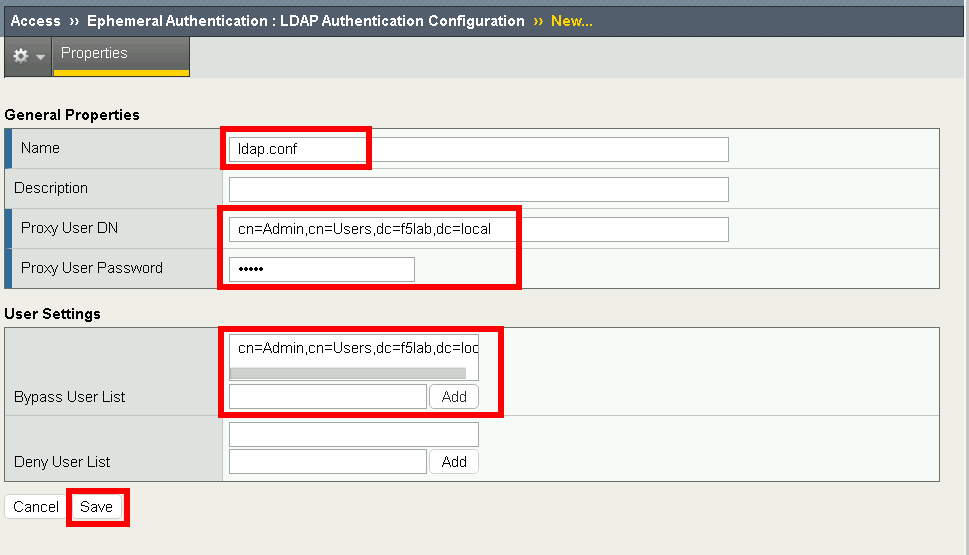 Access » Ephemeral Authentication : LDAP Authentication Configuration » New...
Properties
General Properties
Name ldap.conf
Description
Proxy User DN cn=Admin,cn=Users,dc=f5lab,dc=local
Proxy User Password •••••
User Settings
cn=Admin,cn=Users,dc=f5lab,dc=loc
Bypass User List Add
Deny User List Add
Cancel Save